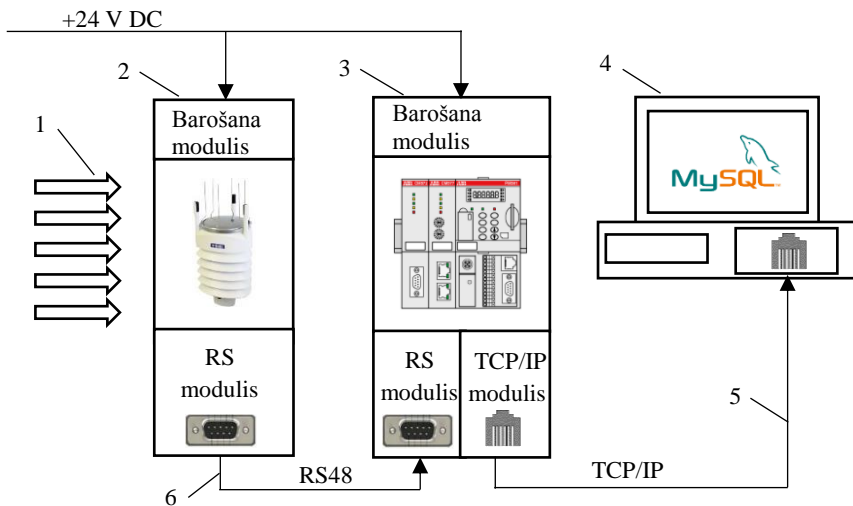 +24 V DC
2
3
4
1
Barošana
modulis
Barošana
modulis
MySQL
RS
modulis
RS
modulis
TCP/IP
modulis
5
6
RS48
TCP/IP